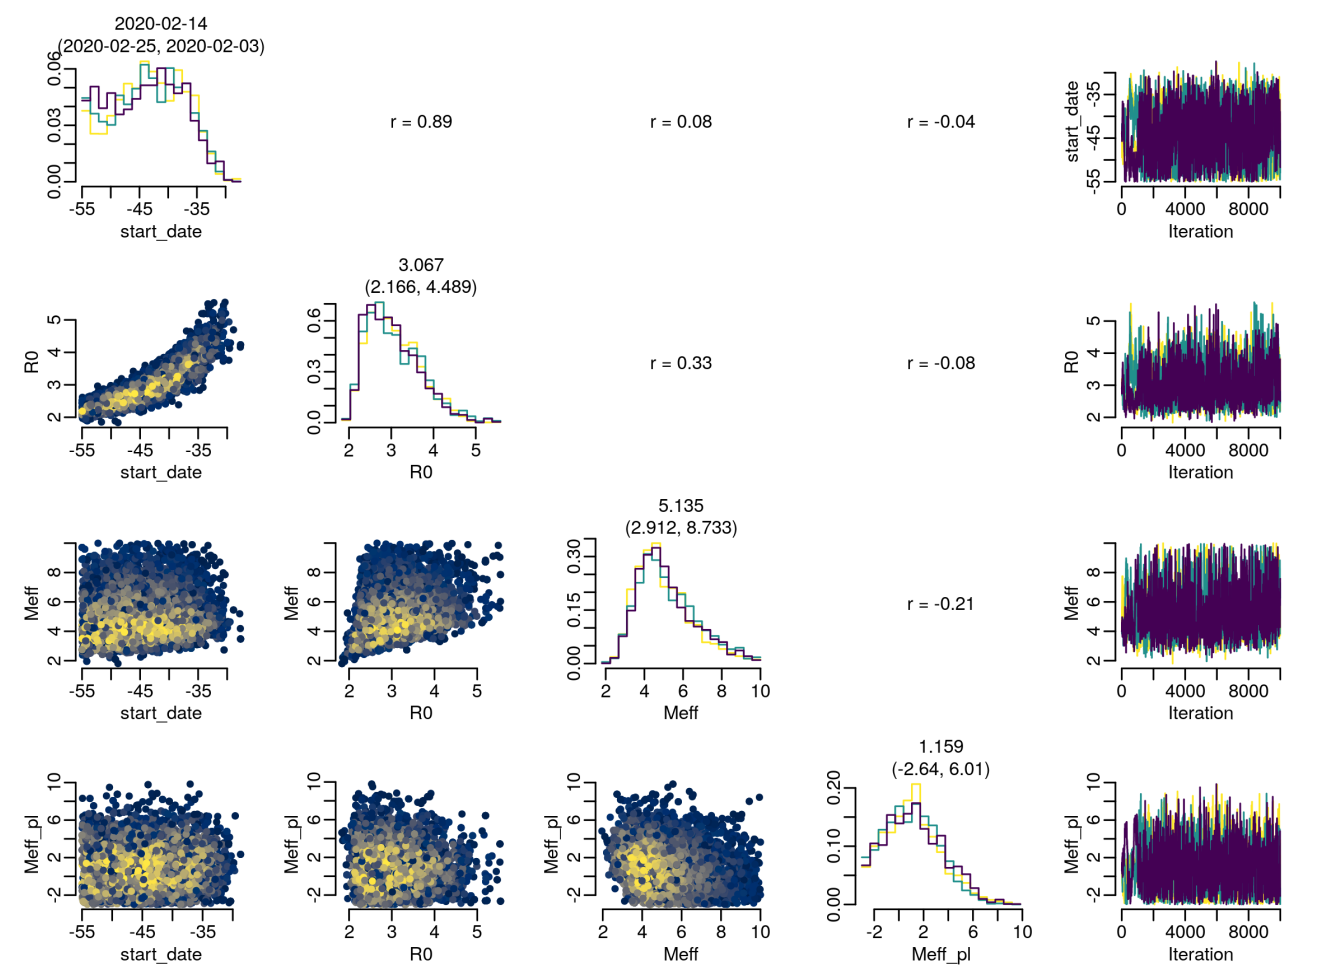 2020-02-14
(2020-02-25, 2020-02-03)
0.00 0.03 0.06
-55 -45 -35
start_date
r = 0.89
r = 0.08
r = -0.04
start_date
-55 -45 -35
0 4000 8000
Iteration
R0
2 3 4 5
-55 -45 -35
start_date
3.067
(2.166, 4.489)
0.0 0.3 0.6
2 3 4 5
R0
r = 0.33
r = -0.08
R0
2 3 4 5
0 4000 8000
Iteration
Meff
2 4 6 8
-55 -45 -35
start_date
Meff
2 4 6 8
2 3 4 5
R0
5.135
(2.912, 8.733)
0.00 0.15 0.30
2 4 6 8 10
Meff
r = -0.21
Meff
2 4 6 8
0 4000 8000
Iteration
Meff_pl
-2 2 6 10
-55 -45 -35
start_date
Meff_pl
-2 2 6 10
2 3 4 5
R0
Meff_pl
-2 2 6 10
2 4 6 8 10
Meff
1.159
(-2.64, 6.01)
0.00 0.10 0.20
-2 2 6 10
Meff_pl
Meff_pl
-2 2 6 10
0 4000 8000
Iteration